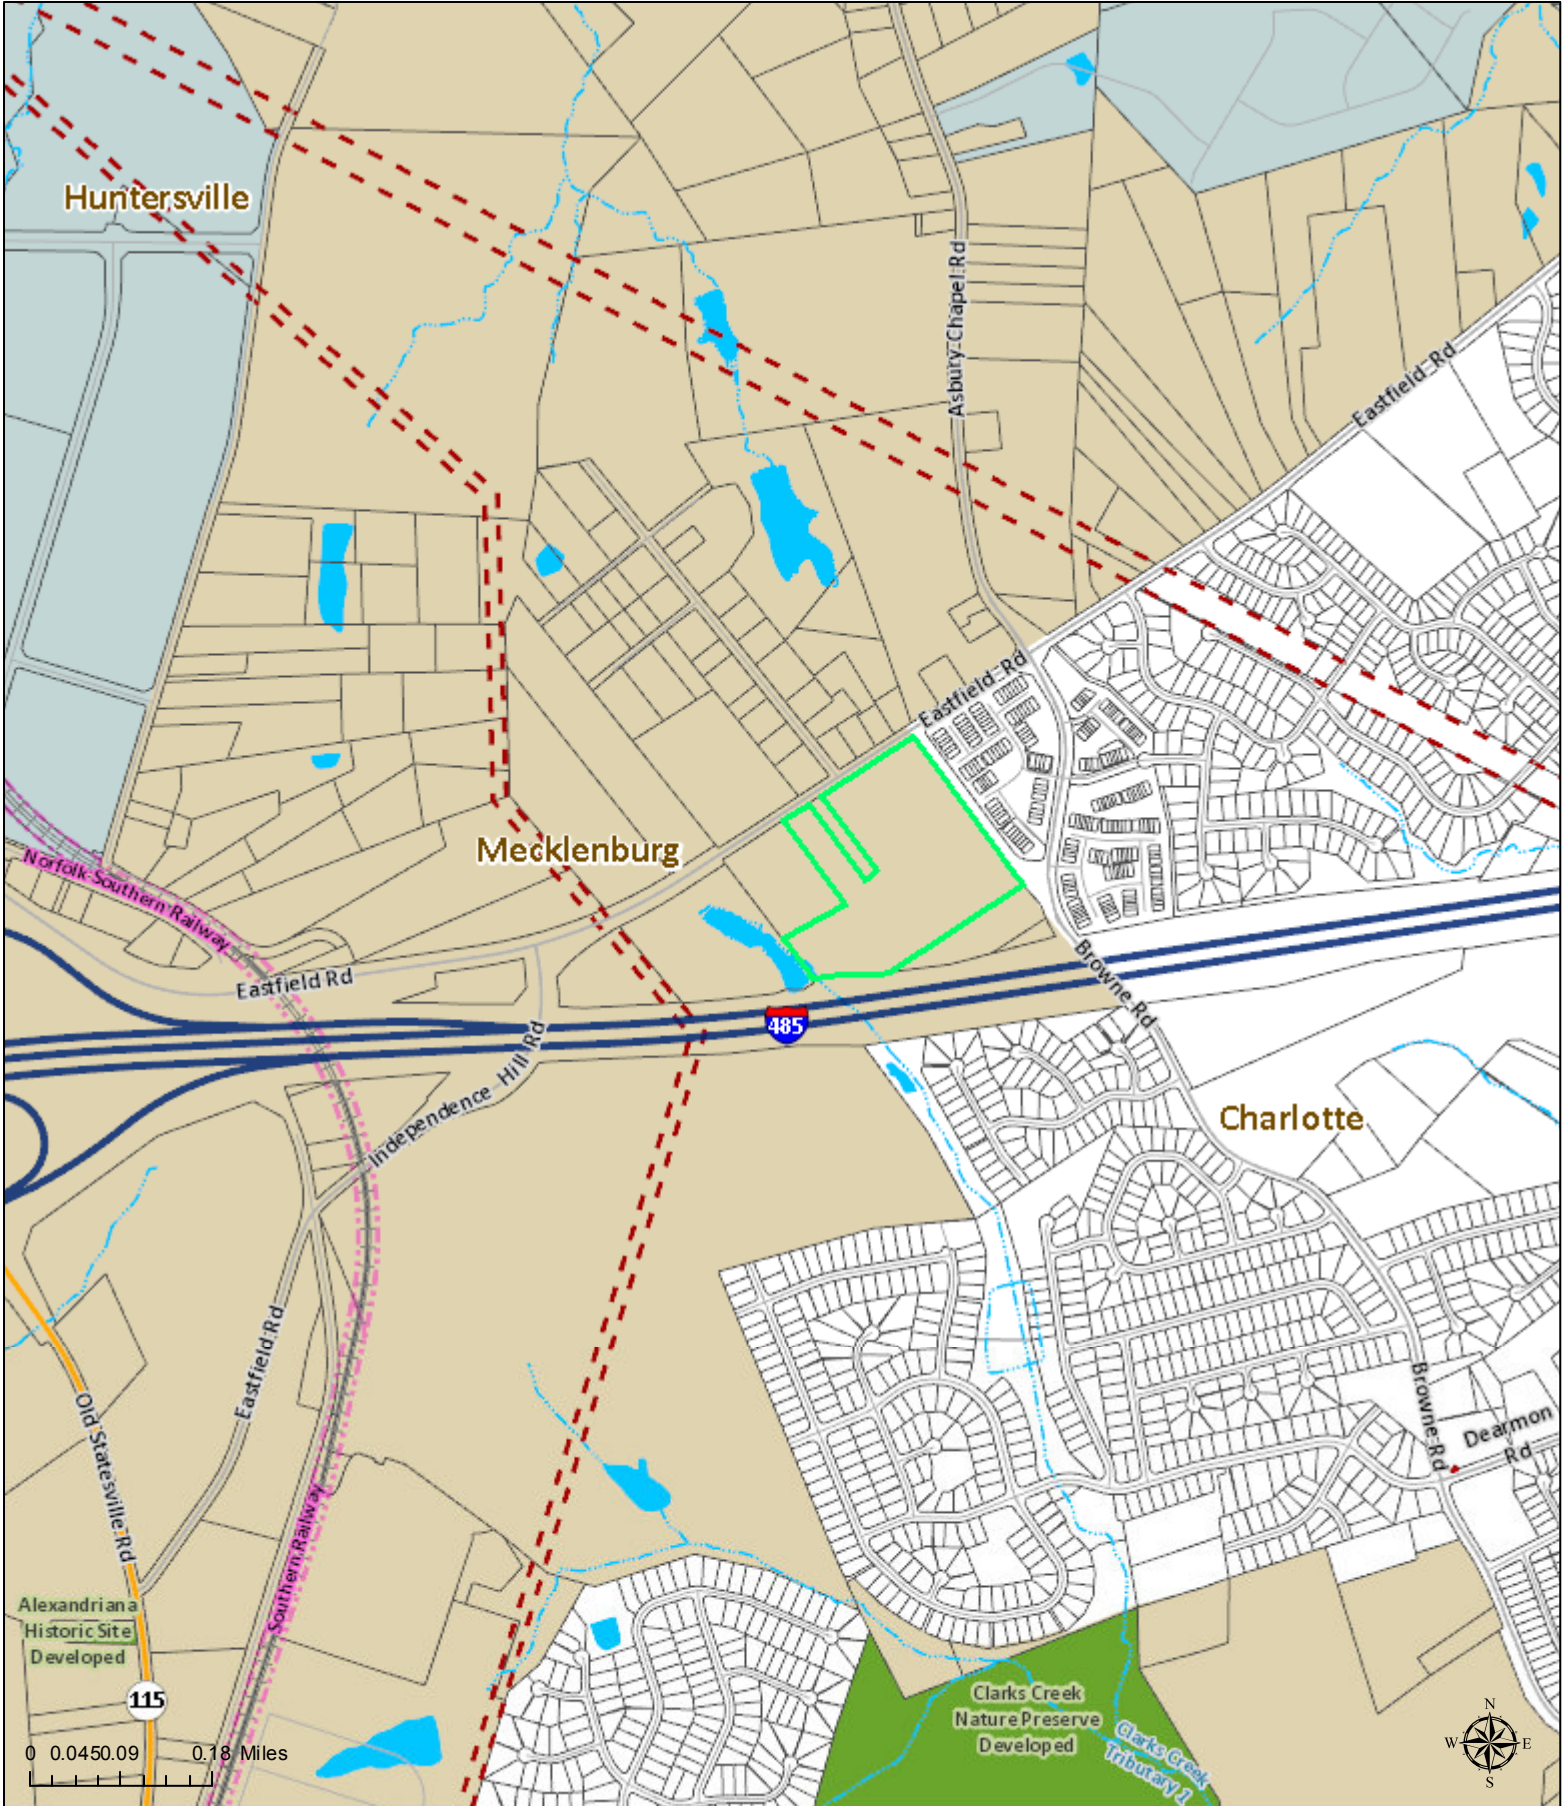 Huntersville
Asbury Chapel Rd
Eastfield Rd
Eastfield Rd
Mecklenburg
Norfolk Southern Railway
Eastfield Rd
Browne Rd
485
Independence Hill Rd
Charlotte
Eastfield Rd
Old Statesville Rd
Browne Rd
Dearmon
Rd
Southern Railway
Alexandriana
Historic Site
Developed
115
Clarks Creek
Nature Preserve
Developed
Clarks Creek
Tributary 1
N
W E
S
0 0.0450.09 0.18 Miles